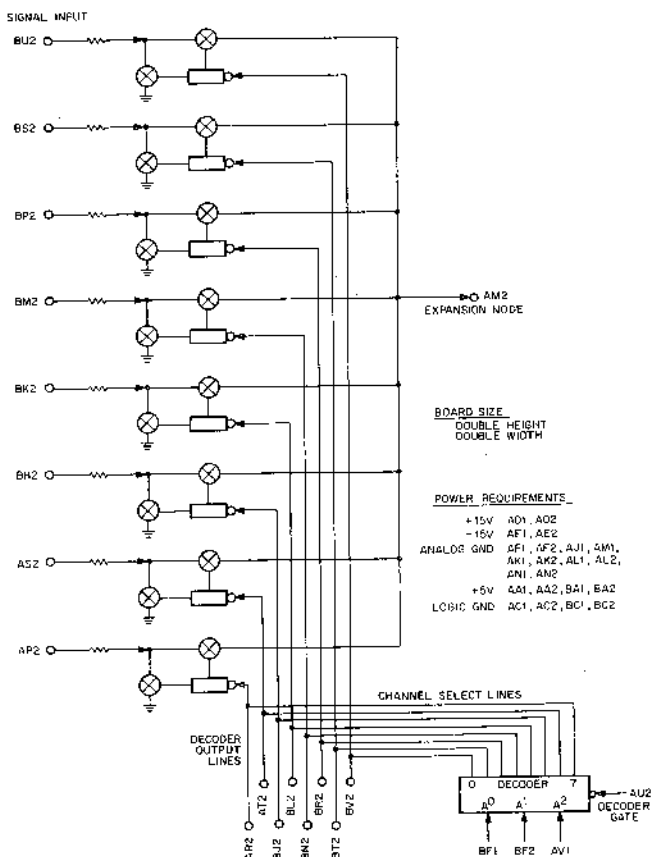 SIGNAL INPUT
BU2
BS2
BP2
BM2
AM2
EXPANSION NODE
BK2
BOARD SIZE
DOUBLE HEIGHT
DOUBLE WIDTH
BH2
POWER REQUIREMENTS
+15V AD1, AD2
-15V AE1, AE2
ANALOG GND AF1, AF2, AJ1, AM1,
AK1, AK2, AL1, AL2,
AN1, AN2
+5V AA1, AA2, BA1, BA2
LOGIC GND AC1, AC2, BC1, BC2
AS2
AP2
CHANNEL SELECT LINES
DECODER
OUTPUT
LINES
0 DECODER 7
A0 A1 A2
AU2
DECODER
GATE
AT2 BL2 BR2 BV2
AR2 BJ2 BN2 BT2
BF1 BF2 AV1